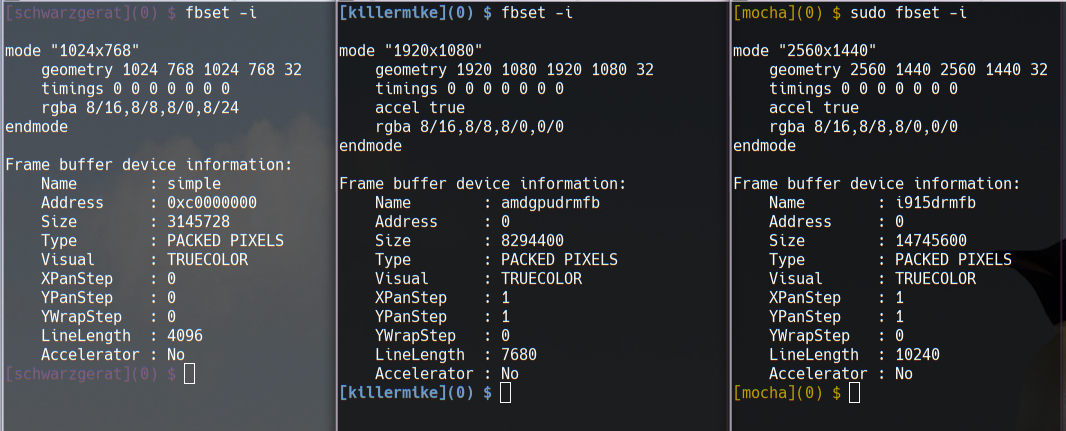 [schwarzgerat](0) $ fbset -i
mode "1024x768"
geometry 1024 768 1024 768 32
timings 0 0 0 0 0 0 0
rgba 8/16,8/8,8/0,8/24
endmode
Frame buffer device information:
Name : simple
Address : 0xc0000000
Size : 3145728
Type : PACKED PIXELS
Visual : TRUECOLOR
XPanStep : 0
YPanStep : 0
YWrapStep : 0
LineLength : 4096
Accelerator : No
[schwarzgerat](0) $
[killermike](0) $ fbset -i
mode "1920x1080"
geometry 1920 1080 1920 1080 32
timings 0 0 0 0 0 0 0
accel true
rgba 8/16,8/8,8/0,0/0
endmode
Frame buffer device information:
Name : amdgpudrmfb
Address : 0
Size : 8294400
Type : PACKED PIXELS
Visual : TRUECOLOR
XPanStep : 1
YPanStep : 1
YWrapStep : 0
LineLength : 7680
Accelerator : No
[killermike](0) $
[mocha](0) $ sudo fbset -i
mode "2560x1440"
geometry 2560 1440 2560 1440 32
timings 0 0 0 0 0 0 0
accel true
rgba 8/16,8/8,8/0,0/0
endmode
Frame buffer device information:
Name : i915drmfb
Address : 0
Size : 14745600
Type : PACKED PIXELS
Visual : TRUECOLOR
XPanStep : 1
YPanStep : 1
YWrapStep : 0
LineLength : 10240
Accelerator : No
[mocha](0) $